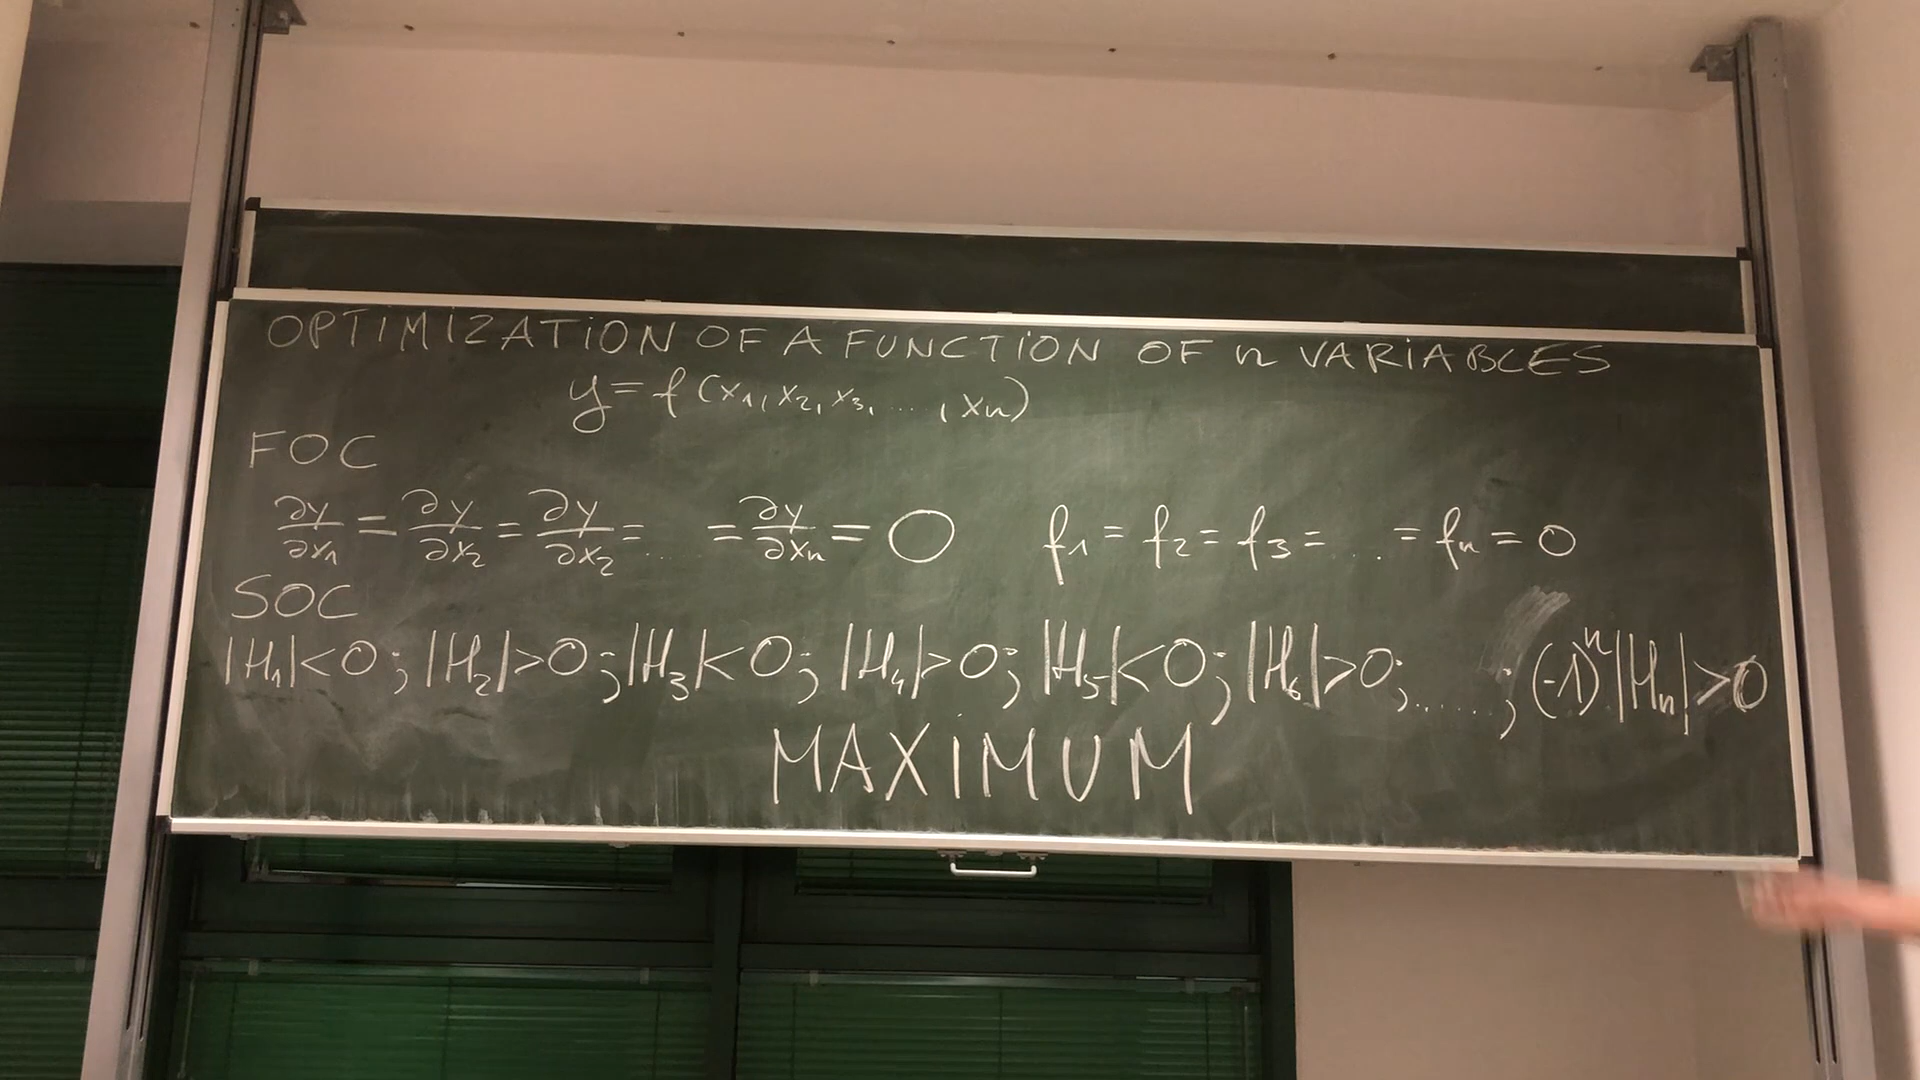 OPTIMIZATION OF A FUNCTION OF n VARIABLES
y = f(x₁, x₂, x₃, ...., xₙ)
FOC
∂y/∂x₁ = ∂y/∂x₂ = ∂y/∂x₂ = .... = ∂y/∂xₙ = 0 f₁ = f₂ = f₃ = .... = fₙ = 0
SOC
|H₁|<0; |H₂|>0; |H₃|<0; |H₄|>0; |H₅|<0; |H₆|>0; ......; (-1)ⁿ|Hₙ|>0
MAXIMUM